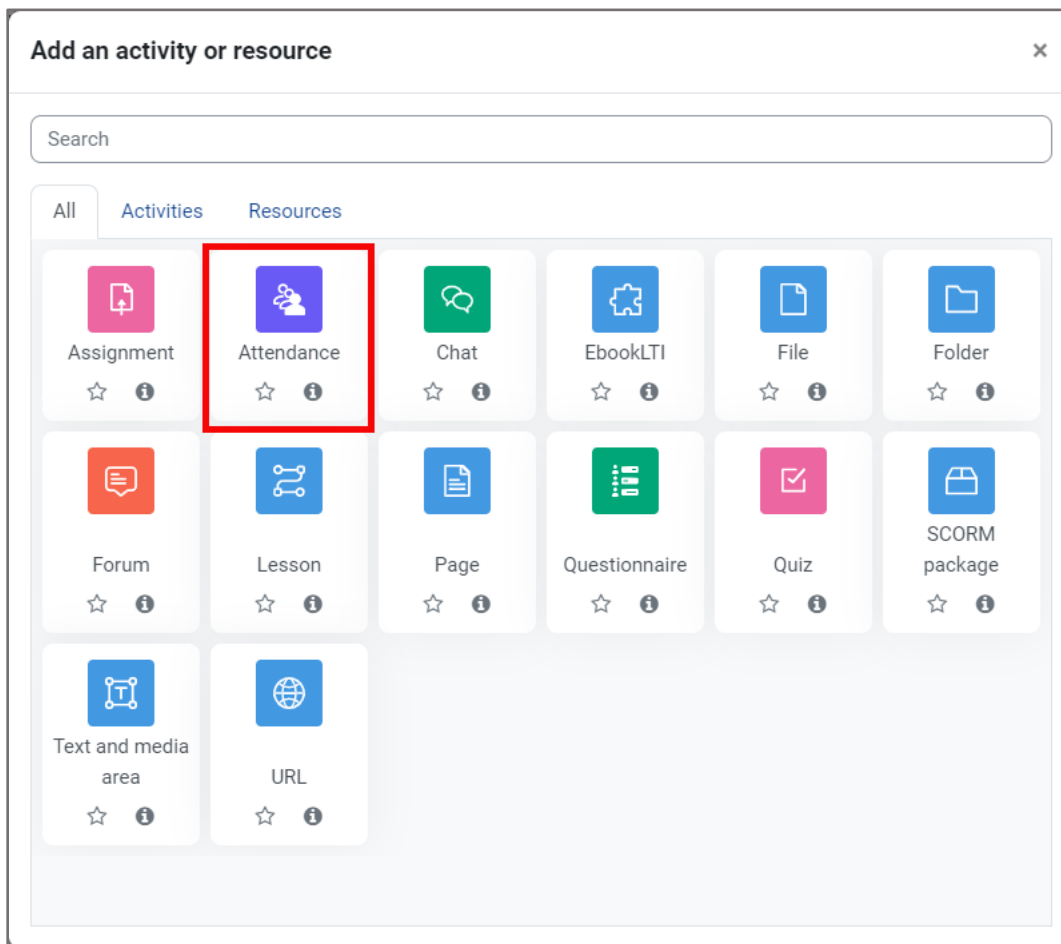 Add an activity or resource ×
Search
All Activities Resources
Assignment Attendance Chat EbookLTI File Folder
Forum Lesson Page Questionnaire Quiz SCORM package
Text and media area URL